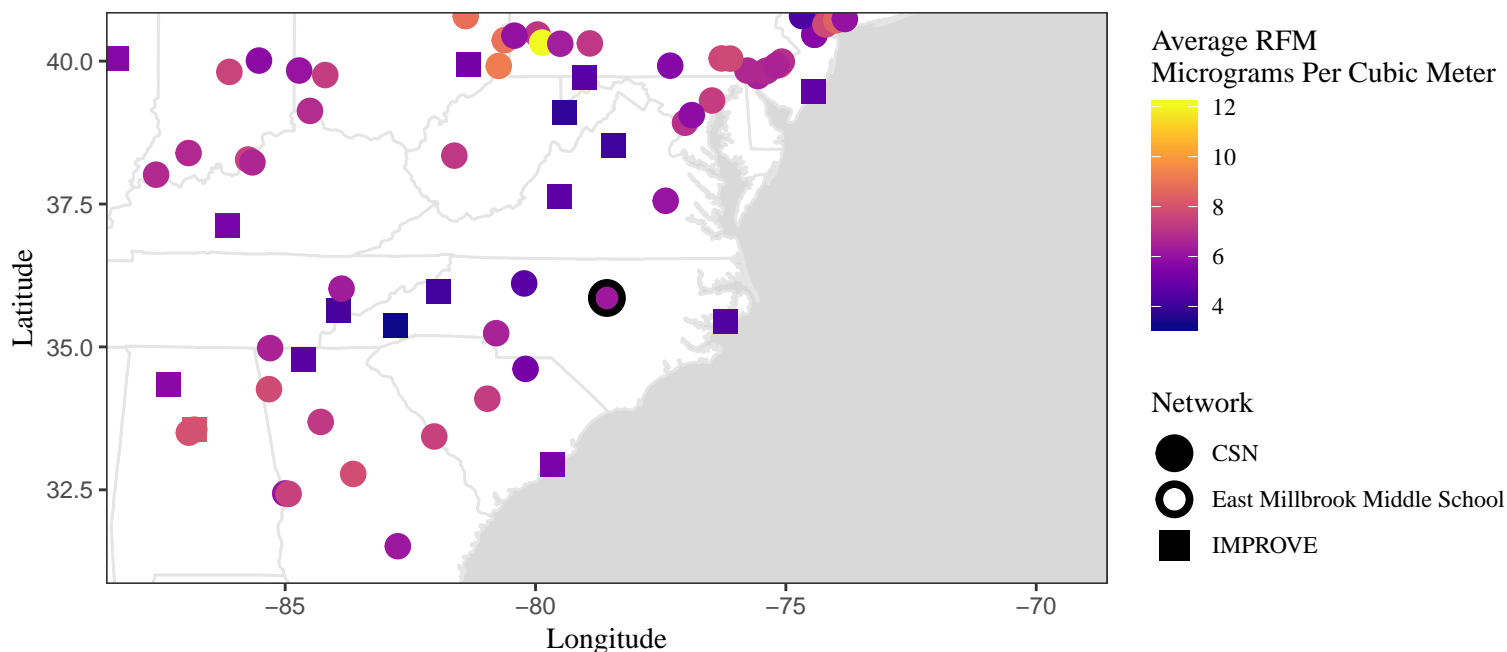 40.0
37.5
35.0
32.5
Latitude
−85
−80
−75
−70
Longitude
Average RFM
Micrograms Per Cubic Meter
12
10
8
6
4
Network
CSN
East Millbrook Middle School
IMPROVE